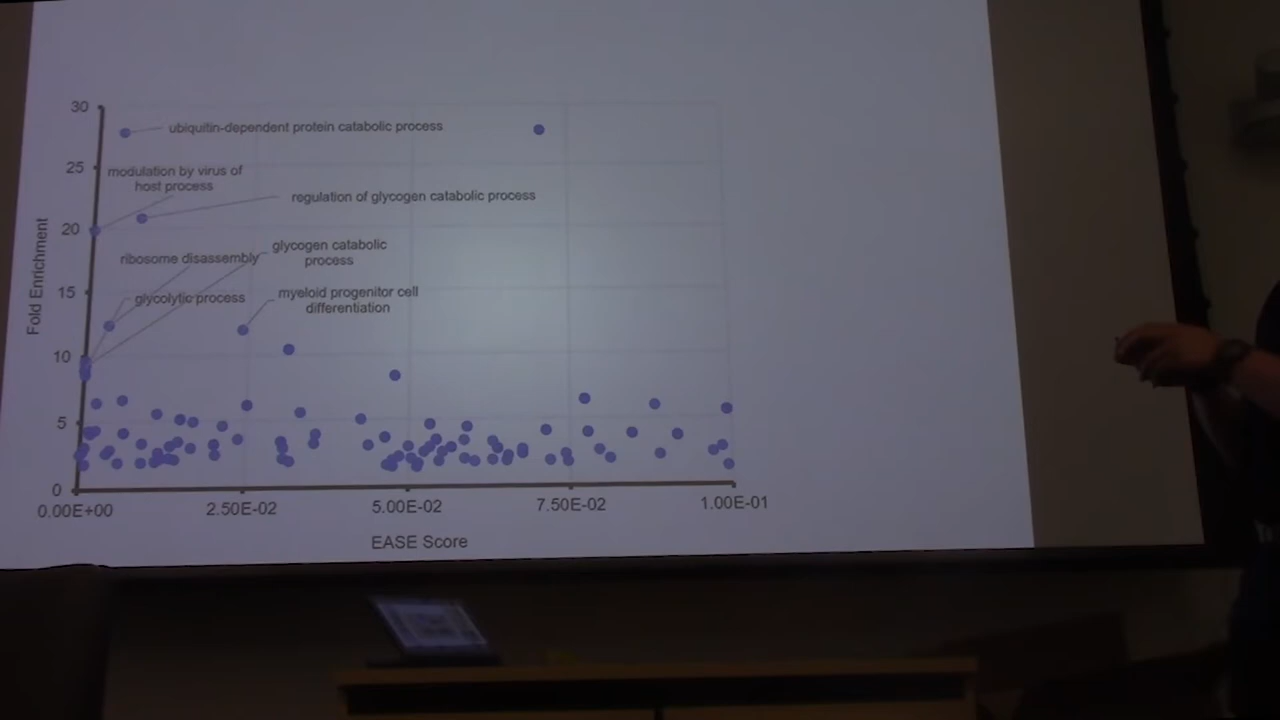 30
ubiquitin-dependent protein catabolic process
25
modulation by virus of
host process
regulation of glycogen catabolic process
20
Fold Enrichment
glycogen catabolic
process
ribosome disassembly
15
glycolytic process
myeloid progenitor cell
differentiation
10
5
0
0.00E+00
2.50E-02
5.00E-02
7.50E-02
1.00E-01
EASE Score